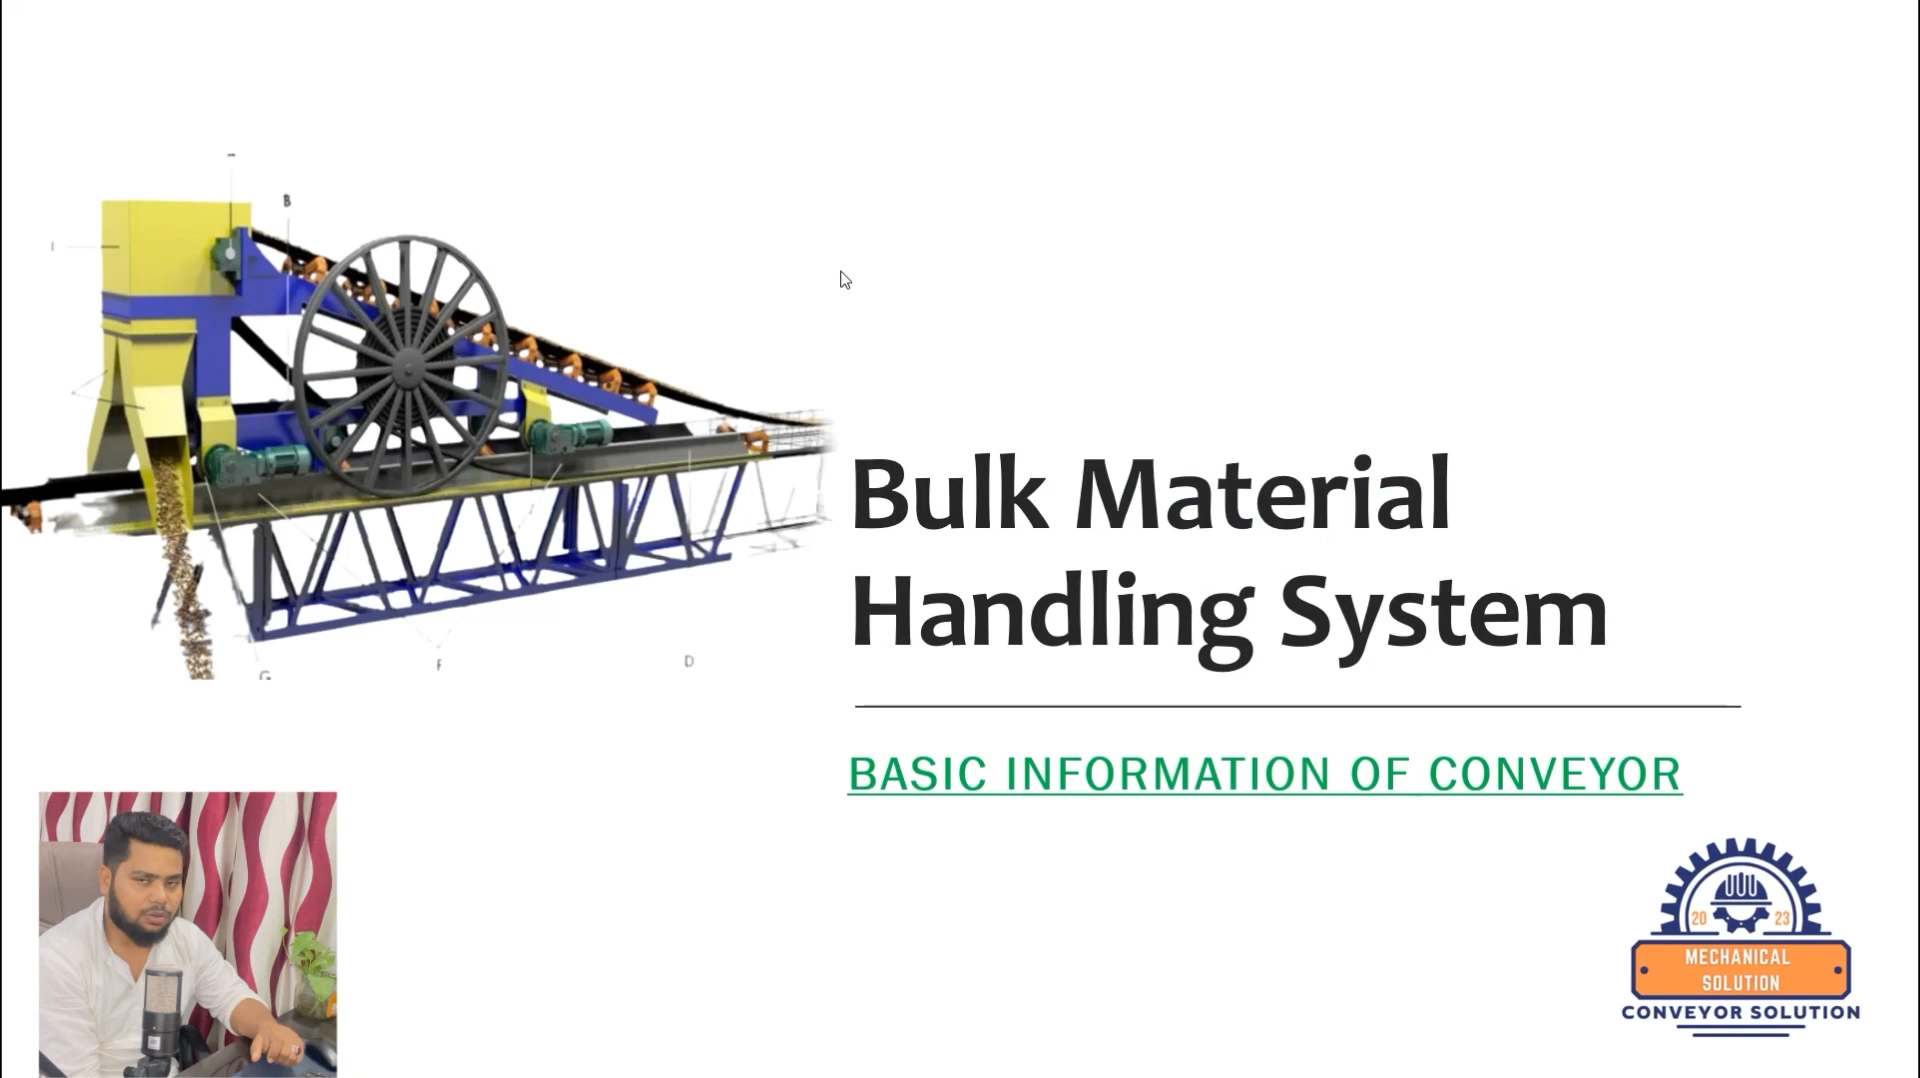 B
Bulk Material
Handling System
F
D
G
BASIC INFORMATION OF CONVEYOR
20 23
MECHANICAL
SOLUTION
CONVEYOR SOLUTION